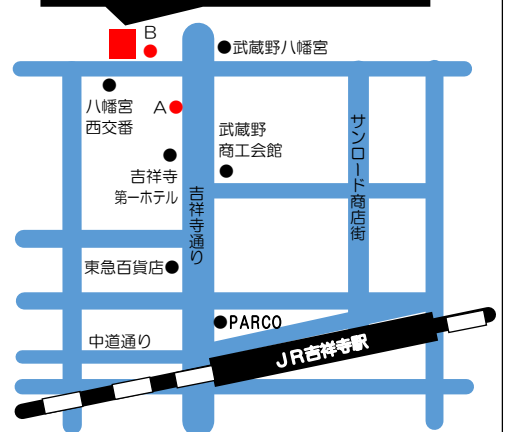 B
武蔵野八幡宮
八幡宮
西交番
A
武蔵野
商工会館
サンロード商店街
吉祥寺
第一ホテル
吉祥寺通り
東急百貨店
PARCO
中道通り
JR吉祥寺駅